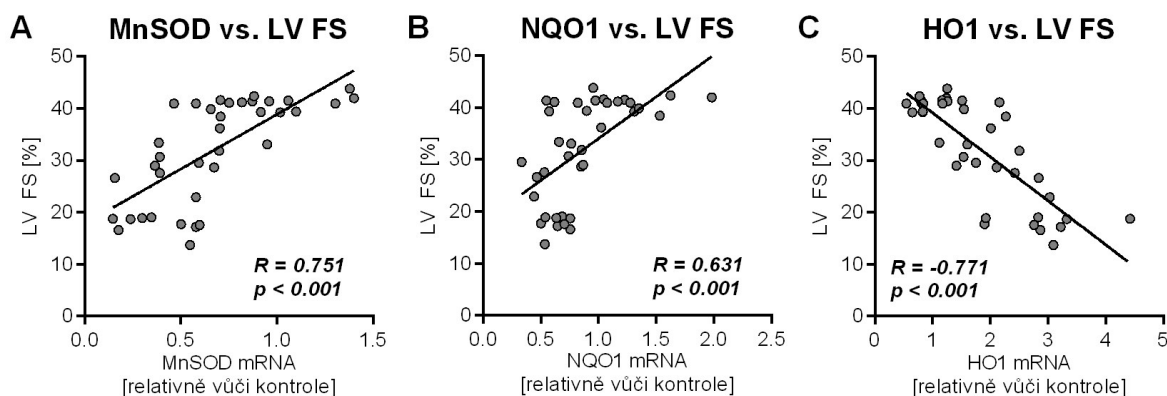 A MnSOD vs. LV FS
50
40
30
20
10
0
LV FS [%]
R = 0.751
p < 0.001
0.0 0.5 1.0 1.5
MnSOD mRNA
[relativně vůči kontrole]
B NQO1 vs. LV FS
50
40
30
20
10
0
LV FS [%]
R = 0.631
p < 0.001
0.0 0.5 1.0 1.5 2.0 2.5
NQO1 mRNA
[relativně vůči kontrole]
C HO1 vs. LV FS
50
40
30
20
10
0
LV FS [%]
R = -0.771
p < 0.001
0 1 2 3 4 5
HO1 mRNA
[relativně vůči kontrole]